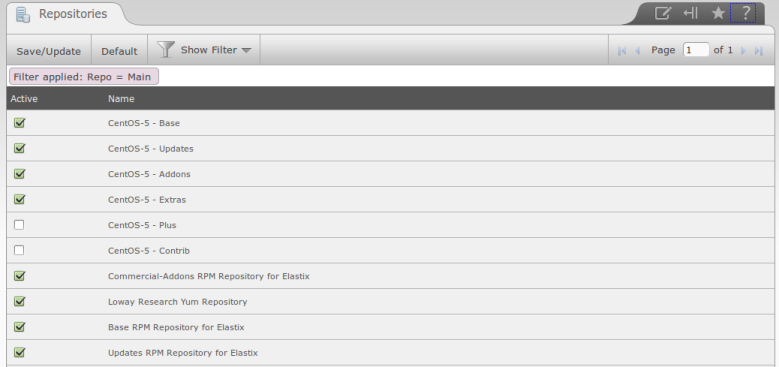 Repositories
?
Save/Update Default Show Filter Page 1 of 1
Filter applied: Repo = Main
Active Name
CentOS-5 - Base
CentOS-5 - Updates
CentOS-5 - Addons
CentOS-5 - Extras
CentOS-5 - Plus
CentOS-5 - Contrib
Commercial-Addons RPM Repository for Elastix
Loway Research Yum Repository
Base RPM Repository for Elastix
Updates RPM Repository for Elastix